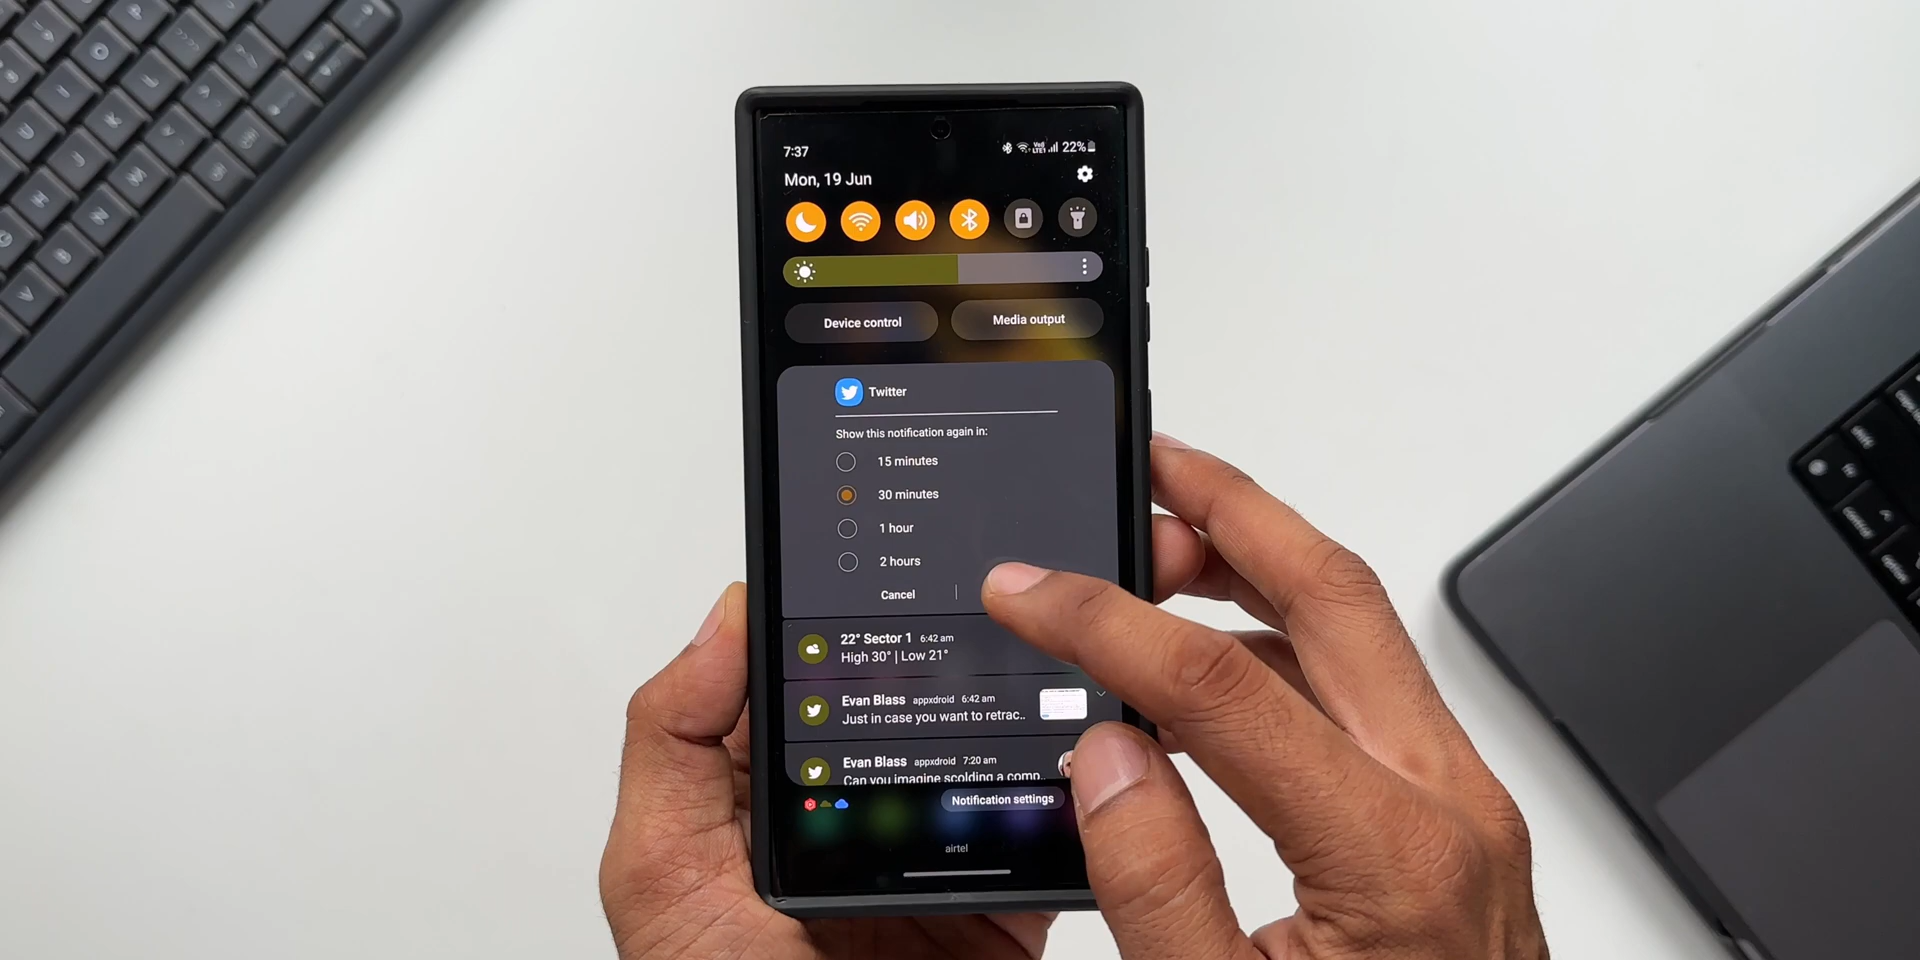 7:37
22%
Mon, 19 Jun
Device control
Media output
Twitter
Show this notification again in:
15 minutes
30 minutes
1 hour
2 hours
Cancel
22° Sector 1 6:42 am
High 30° | Low 21°
Evan Blass appxdroid 6:42 am
Just in case you want to retrac..
Evan Blass appxdroid 7:20 am
Can you imagine scolding a comp..
Notification settings
airtel
control
option